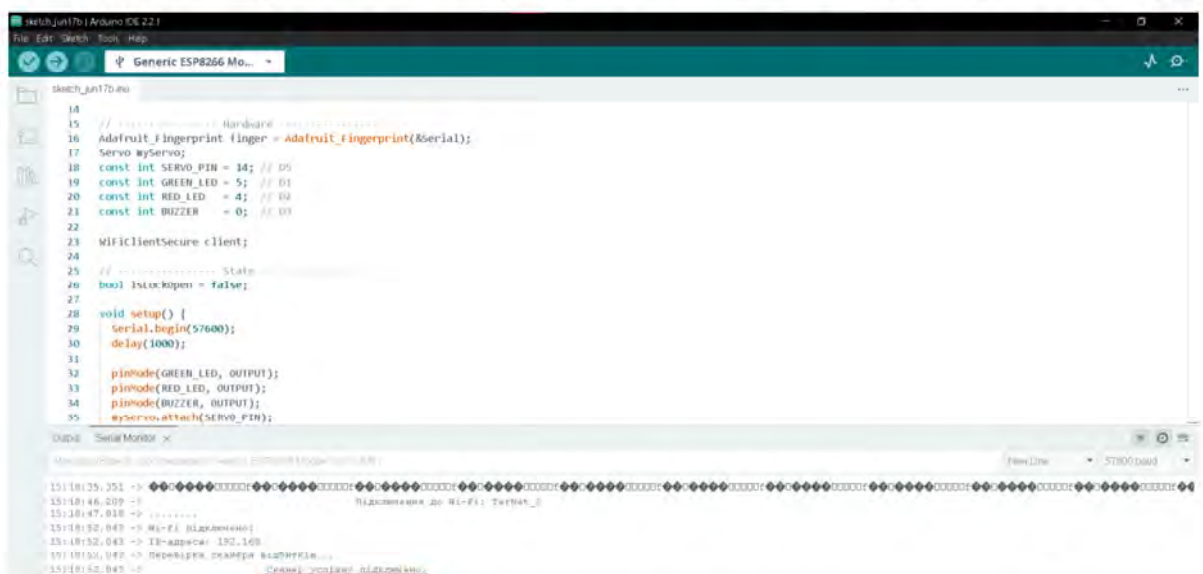 sketch_jun17b | Arduino IDE 2.2.1
File Edit Sketch Tools Help
Generic ESP8266 Mo...
sketch_jun17b.ino
14
15 // Hardware
16 Adafruit_Fingerprint finger = Adafruit_Fingerprint(&Serial);
17 Servo myServo;
18 const int SERVO_PIN = 14; // D5
19 const int GREEN_LED = 5; // D1
20 const int RED_LED = 4; // D2
21 const int BUZZER = 0; // D3
22
23 WiFiClientSecure client;
24
25 // ---------------- State
26 bool isLockOpen = false;
27
28 void setup() {
29 Serial.begin(57600);
30 delay(1000);
31
32 pinMode(GREEN_LED, OUTPUT);
33 pinMode(RED_LED, OUTPUT);
34 pinMode(BUZZER, OUTPUT);
35 myServo.attach(SERVO_PIN);
Output Serial Monitor ×
New Line 57600 baud
15:18:35.351 ->
15:18:46.209 -> Підключення до Wi-Fi: TarNet_2
15:18:47.818 -> ........
15:18:52.043 -> Wi-Fi підключено!
15:18:52.043 -> IP-адреса: 192.168
15:18:52.042 -> Перевірка сканера відбитків...
15:18:52.045 -> Сканер успішно підключено.